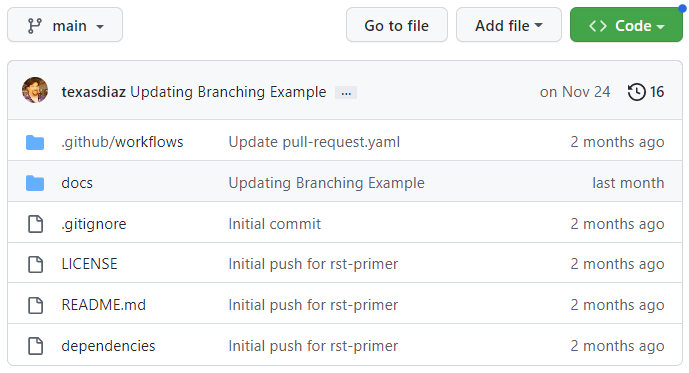 main Go to file Add file <> Code
texasdiaz Updating Branching Example ... on Nov 24 16
.github/workflows Update pull-request.yaml 2 months ago
docs Updating Branching Example last month
.gitignore Initial commit 2 months ago
LICENSE Initial push for rst-primer 2 months ago
README.md Initial push for rst-primer 2 months ago
dependencies Initial push for rst-primer 2 months ago